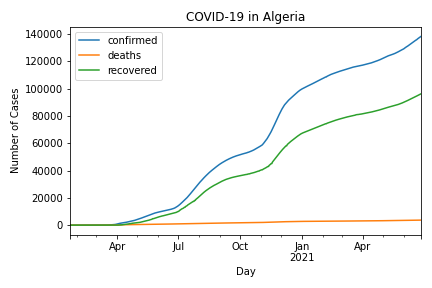 COVID-19 in Algeria
140000
120000
100000
80000
60000
40000
20000
0
Number of Cases
confirmed
deaths
recovered
Apr
Jul
Oct
Jan
2021
Apr
Day